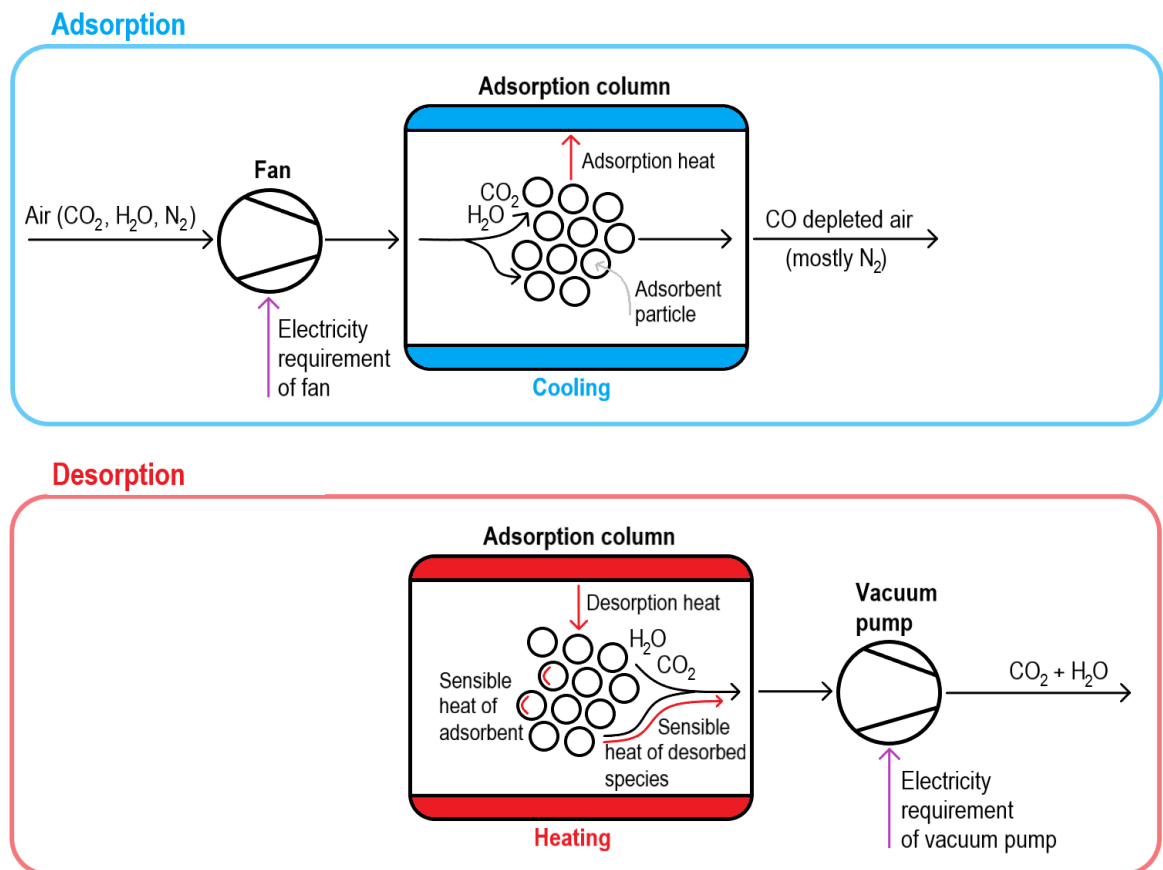 Adsorption
Adsorption column
Fan
Adsorption heat
CO₂
H₂O
Air (CO₂, H₂O, N₂)
CO depleted air
(mostly N₂)
Adsorbent
particle
Electricity
requirement
of fan
Cooling
Desorption
Adsorption column
Desorption heat
Vacuum
pump
H₂O
CO₂
CO₂ + H₂O
Sensible
heat of
adsorbent
Sensible
heat of desorbed
species
Electricity
requirement
of vacuum pump
Heating